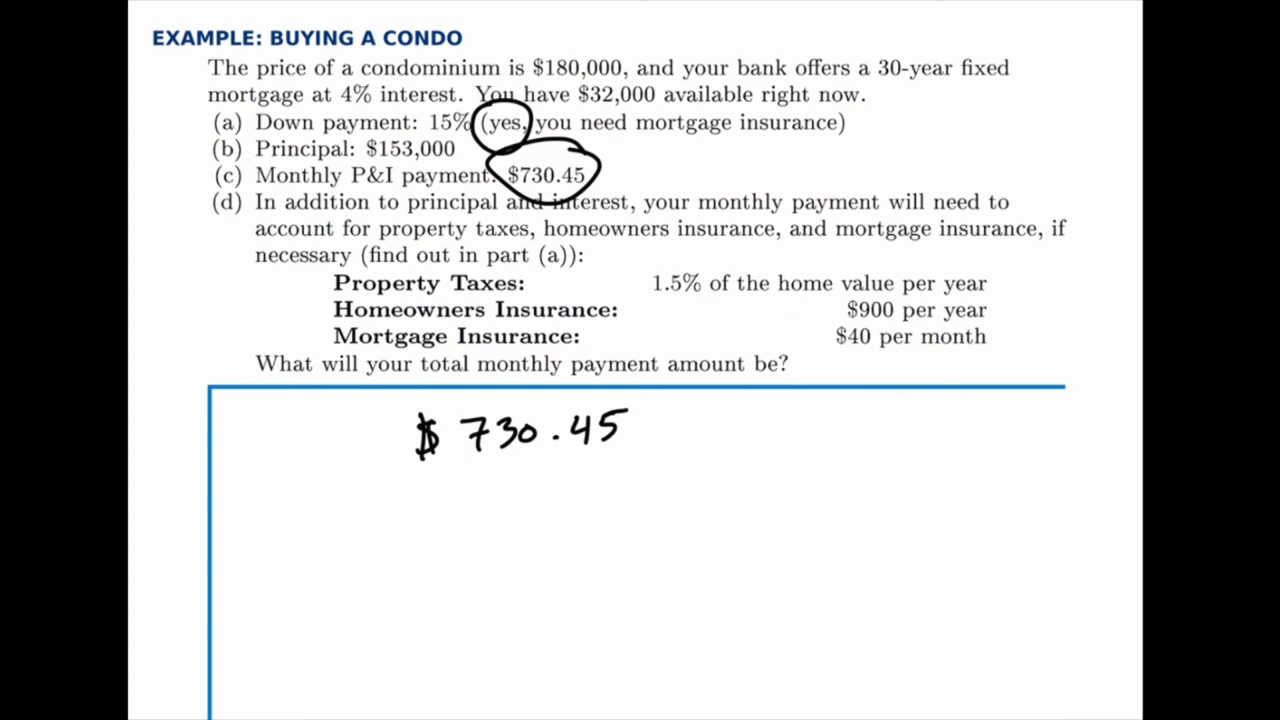 EXAMPLE: BUYING A CONDO
The price of a condominium is $180,000, and your bank offers a 30-year fixed
mortgage at 4% interest. You have $32,000 available right now.
(a) Down payment: 15% (yes, you need mortgage insurance)
(b) Principal: $153,000
(c) Monthly P&I payment: $730.45
(d) In addition to principal and interest, your monthly payment will need to
account for property taxes, homeowners insurance, and mortgage insurance, if
necessary (find out in part (a)):
Property Taxes: 1.5% of the home value per year
Homeowners Insurance: $900 per year
Mortgage Insurance: $40 per month
What will your total monthly payment amount be?
$ 730.45